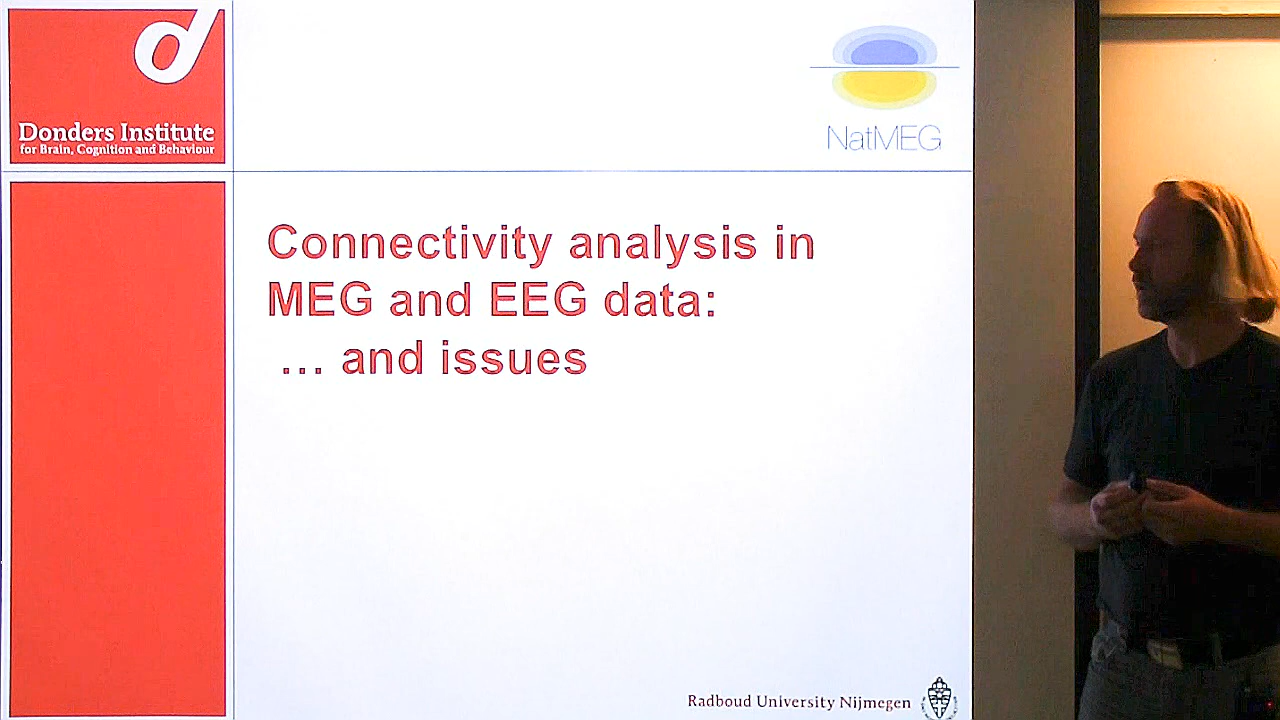 Donders Institute
for Brain, Cognition and Behaviour
NatMEG
Connectivity analysis in
MEG and EEG data:
... and issues
Radboud University Nijmegen